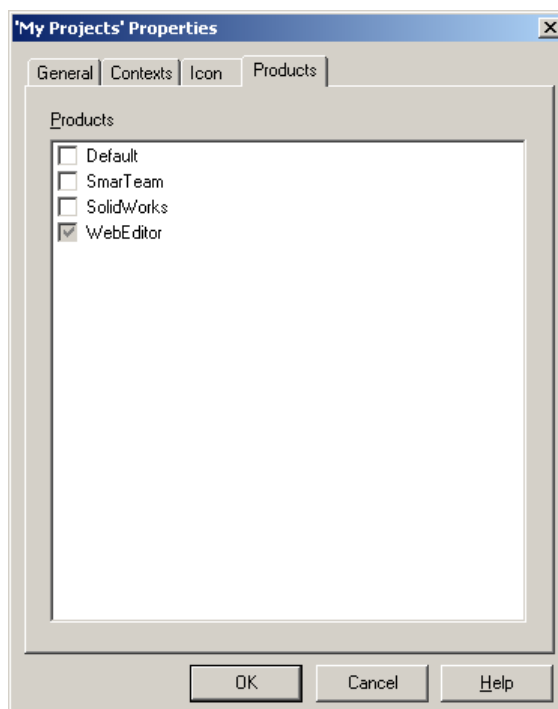 'My Projects' Properties
General Contexts Icon Products
Products
Default
SmarTeam
SolidWorks
WebEditor
OK Cancel Help